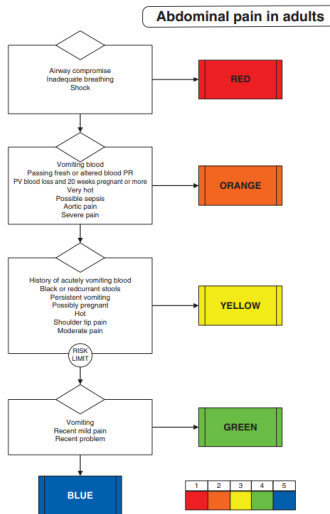 Abdominal pain in adults
Airway compromise
Inadequate breathing
Shock
RED
Vomiting blood
Passing fresh or altered blood PR
PV blood loss and 20 weeks pregnant or more
Very hot
Possible sepsis
Aortic pain
Severe pain
ORANGE
History of acutely vomiting blood
Black or redcurrant stools
Persistent vomiting
Possibly pregnant
Hot
Shoulder tip pain
Moderate pain
YELLOW
RISK
LIMIT
Vomiting
Recent mild pain
Recent problem
GREEN
BLUE
1 2 3 4 5